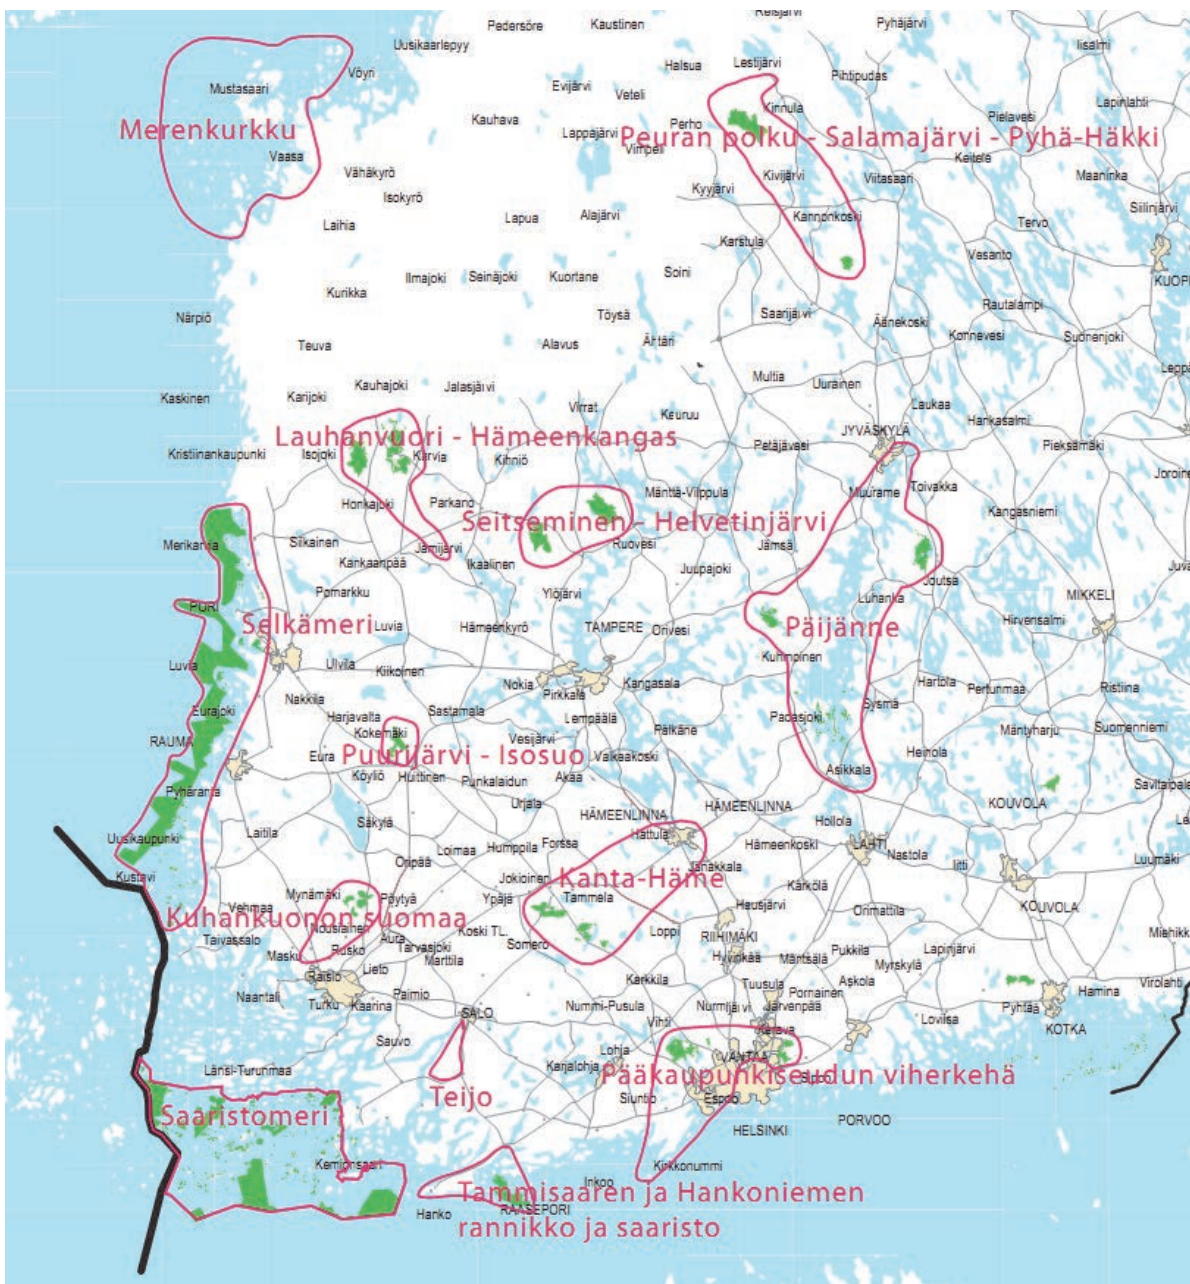 Pedersöre
Kaustinen
Reisjärvi
Pyhäjärvi
Uusikaarlepyy
Iisalmi
Halsua
Lestijärvi
Vöyri
Pihtipudas
Mustasaari
Evijärvi
Veteli
Kinnula
Lapinlahti
Pielavesi
Kauhava
Perho
Merenkurkku
Lappajärvi
Peuran polku - Salamajärvi - Pyhä-Häkki
Vimpeli
Vaasa
Keitele
Vähäkyrö
Kivijärvi
Viitasaari
Maaninka
Isokyrö
Kyyjärvi
Siilinjärvi
Laihia
Lapua
Alajärvi
Kannonkoski
Tervo
Karstula
Vesanto
Ilmajoki
Seinäjoki
Kuortane
Soini
KUOPI
Kurikka
Rautalampi
Närpiö
Töysä
Saarijärvi
Äänekoski
Konnevesi
Suonenjoki
Teuva
Alavus
Ähtäri
Leppä
Kauhajoki
Jalasjärvi
Multia
Uurainen
Kaskinen
Karijoki
Virrat
Keuruu
Laukaa
Hankasalmi
Lauhanvuori - Hämeenkangas
JYVÄSKYLÄ
Petäjävesi
Pieksämäki
Kristiinankaupunki
Isojoki
Karvia
Kihniö
Joroine
Honkajoki
Parkano
Mänttä-Vilppula
Muurame
Toivakka
Seitseminen - Helvetinjärvi
Kangasniemi
Merikarvia
Siikainen
Jämijärvi
Ruovesi
Jämsä
Kankaanpää
Ikaalinen
Juupajoki
Juva
Joutsa
Pomarkku
Ylöjärvi
Luhanka
MIKKELI
PORI
Selkämeri
Luvia
Hämeenkyrö
TAMPERE
Orivesi
Päijänne
Hirvensalmi
Luvia
Ulvila
Kiikoinen
Kuhmoinen
Nokia
Pirkkala
Kangasala
Hartola
Pertunmaa
Ristiina
Nakkila
Sysmä
Eurajoki
Harjavalta
Sastamala
Lempäälä
Padasjoki
Mäntyharju
Suomenniemi
RAUMA
Kokemäki
Vesijärvi
Pälkäne
Puurijärvi - Isosuo
Eura
Valkeakoski
Heinola
Köyliö
Huittinen
Punkalaidun
Akaa
Asikkala
Pyhäranta
Urjala
HÄMEENLINNA
HÄMEENLINNA
KOUVOLA
Savitaipale
Säkylä
Hollola
Uusikaupunki
Laitila
Loimaa
Humppila
Forssa
Hattula
Hämeenkoski
LAHTI
Nastola
Oripää
Iitti
Luumäki
Kustavi
Jokioinen
Kanta-Häme
Janakkala
Kärkölä
Mynämäki
Pöytyä
Ypäjä
Tammela
Hausjärvi
Orimattila
KOUVOLA
Vehmaa
Kuhankuonon suomaa
Nousiainen
Loppi
RIIHIMÄKI
Miehikk
Taivassalo
Aura
Koski TL.
Somero
Masku
Rusko
Tarvasjoki
Marttila
Hyvinkää
Mäntsälä
Pukkila
Lapinjärvi
Myrskylä
Raisio
Lieto
Karkkila
Tuusula
Askola
Pornainen
Hamina
Virolahti
Naantali
Turku
Kaarina
Paimio
Nummi-Pusula
Nurmijärvi
Järvenpää
Pyhtää
SALO
Vihti
Loviisa
KOTKA
Sauvo
Kerava
Lohja
VANTAA
Länsi-Turunmaa
Karjalohja
Pääkaupunkiseudun viherkehä
Sipoo
Teijo
Siuntio
Espoo
Saaristomeri
HELSINKI
PORVOO
Kemiönsaari
Kirkkonummi
Inkoo
Tammisaaren ja Hankoniemen
RAASEPORI
Hanko
rannikko ja saaristo